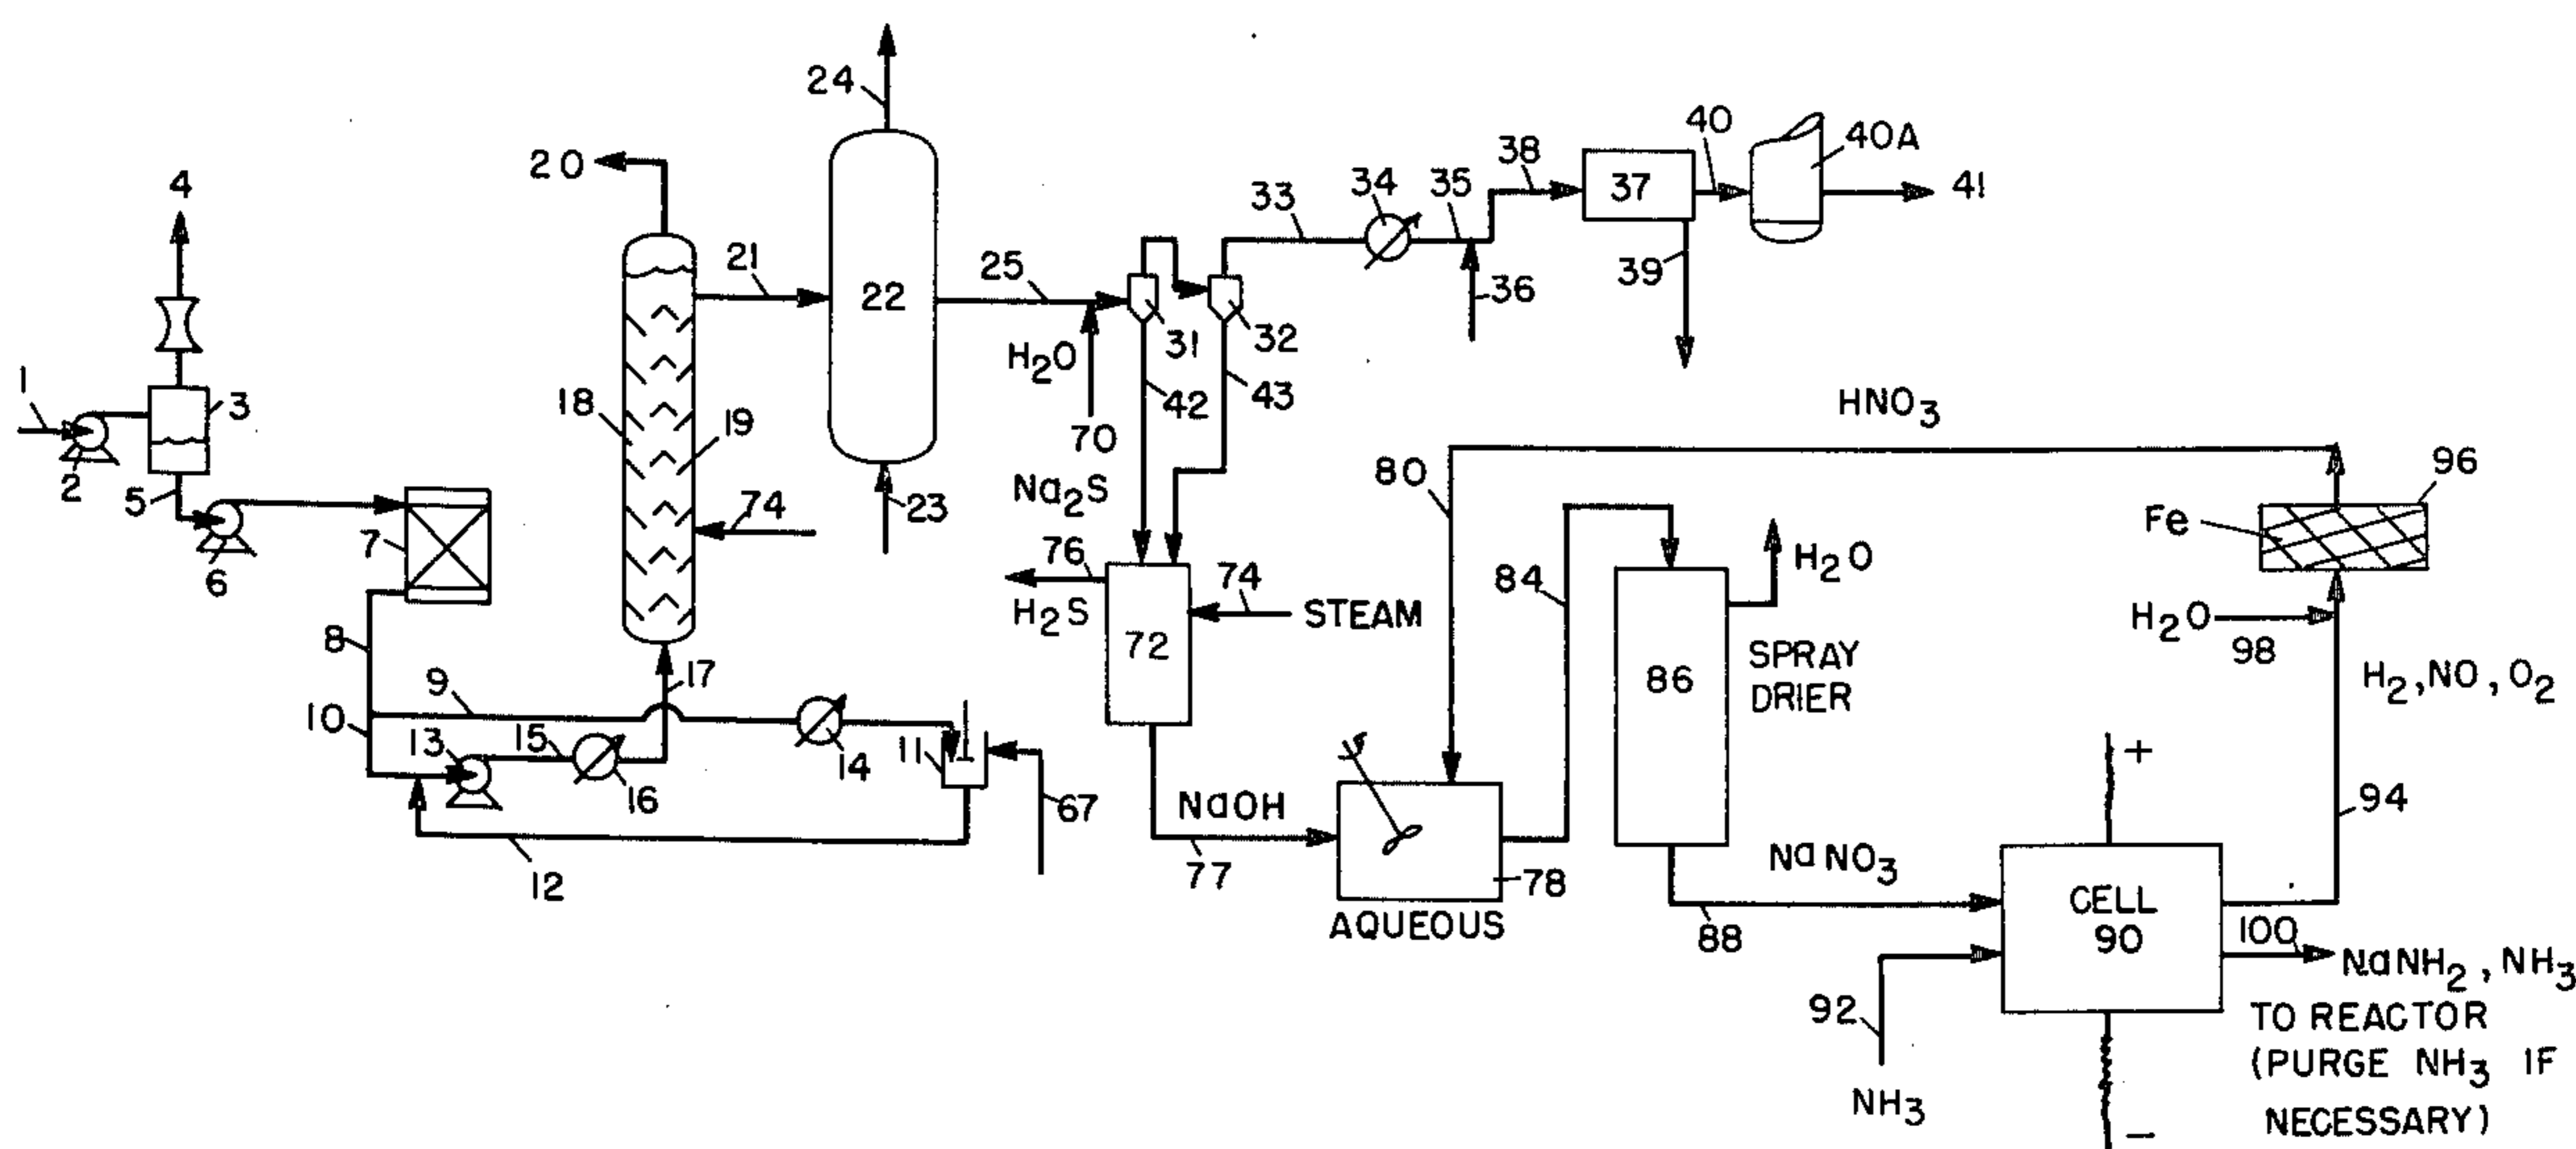 24
20
4
21
22
25
18
19
1
2
3
5
6
7
74
23
H2O
70
31
32
42
43
33
34
35
36
38
37
39
40
40A
41
8
9
10
13
15
16
17
14
11
12
67
Na2S
76
H2S
72
74
STEAM
NaOH
77
78
AQUEOUS
80
HNO3
84
86
H2O
SPRAY
DRIER
NaNO3
88
Fe
96
H2O
98
H2, NO, O2
94
+
CELL
90
−
92
NH3
100
NaNH2, NH3
TO REACTOR
(PURGE NH3 IF
NECESSARY)